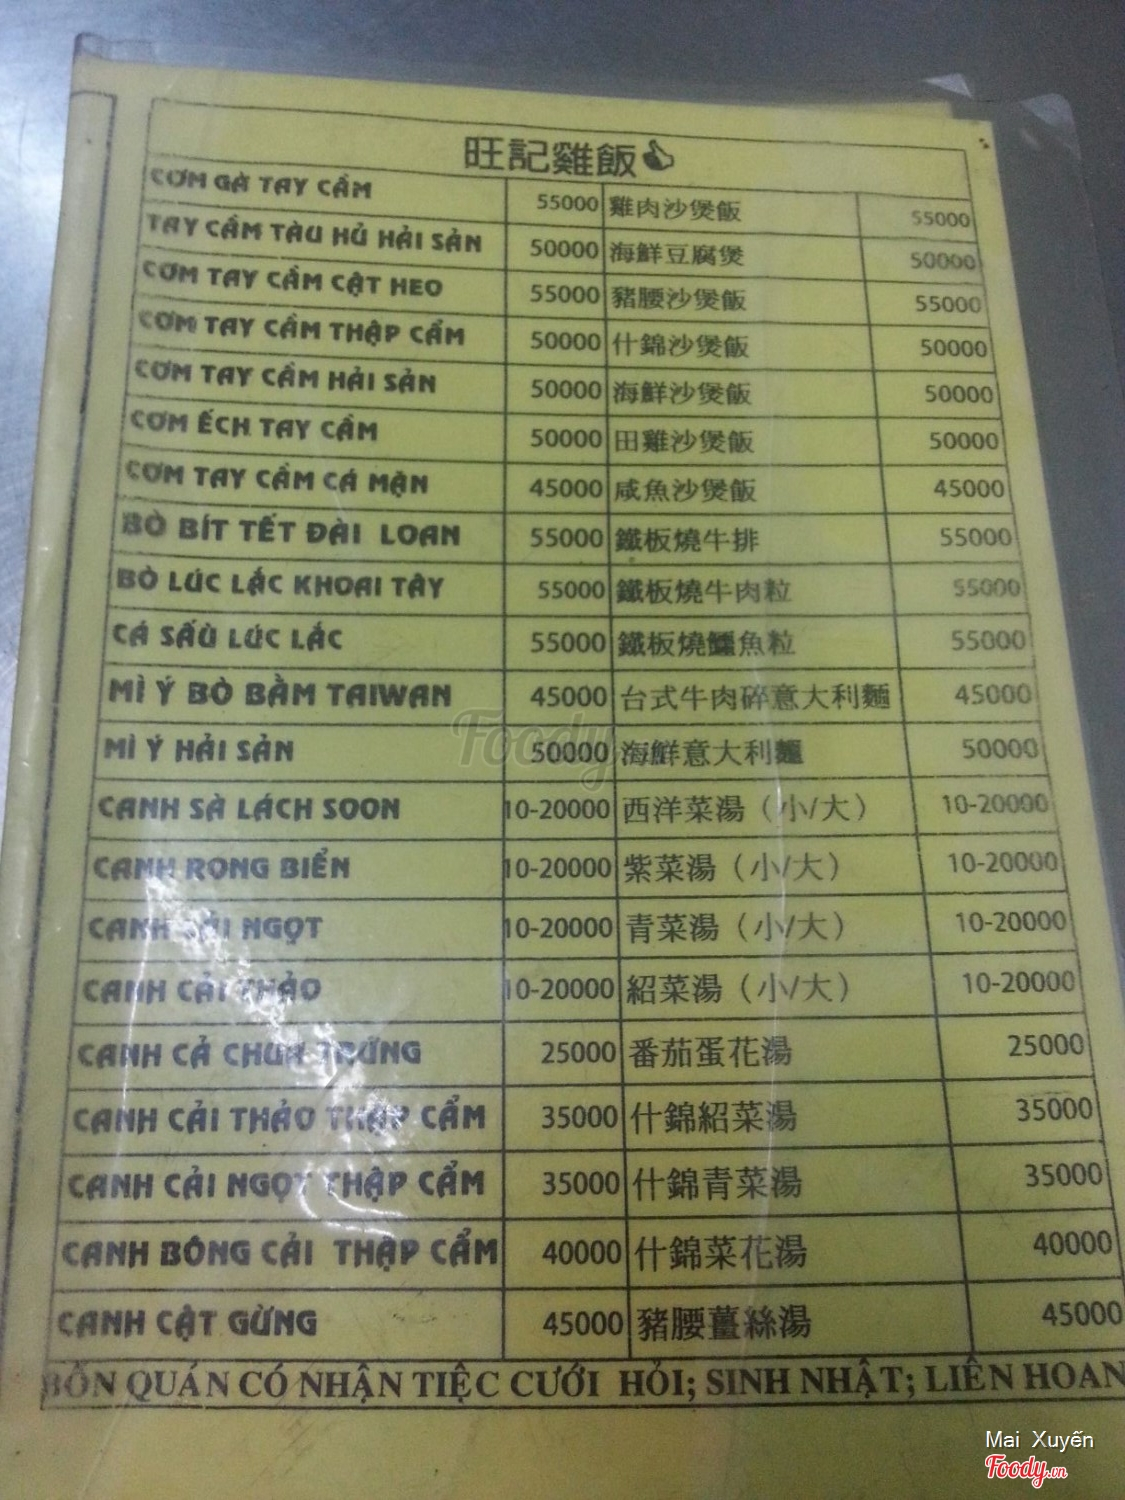 旺記雞飯
CƠM GÀ TAY CẦM 55000 雞肉沙煲飯 55000
TAY CẦM TÀU HỦ HẢI SẢN 50000 海鮮豆腐煲 50000
CƠM TAY CẦM CẬT HEO 55000 豬腰沙煲飯 55000
CƠM TAY CẦM THẬP CẨM 50000 什錦沙煲飯 50000
CƠM TAY CẦM HẢI SẢN 50000 海鮮沙煲飯 50000
CƠM ẾCH TAY CẦM 50000 田雞沙煲飯 50000
CƠM TAY CẦM CÁ MẶN 45000 咸魚沙煲飯 45000
BÒ BÍT TẾT ĐÀI LOAN 55000 鐵板燒牛排 55000
BÒ LÚC LẮC KHOAI TÂY 55000 鐵板燒牛肉粒 55000
CÁ SẤU LÚC LẮC 55000 鐵板燒鱷魚粒 55000
MÌ Ý BÒ BẰM TAIWAN 45000 台式牛肉碎意大利麵 45000
MÌ Ý HẢI SẢN 50000 海鮮意大利麵 50000
CANH SÀ LÁCH SOON 10-20000 西洋菜湯（小/大） 10-20000
CANH RONG BIỂN 10-20000 紫菜湯（小/大） 10-20000
CANH CẢI NGỌT 10-20000 青菜湯（小/大） 10-20000
CANH CẢI THẢO 10-20000 紹菜湯（小/大） 10-20000
CANH CẢ CHUA TRỨNG 25000 番茄蛋花湯 25000
CANH CẢI THẢO THẬP CẨM 35000 什錦紹菜湯 35000
CANH CẢI NGỌT THẬP CẨM 35000 什錦青菜湯 35000
CANH BÔNG CẢI THẬP CẨM 40000 什錦菜花湯 40000
CANH CẬT GỪNG 45000 豬腰薑絲湯 45000
BỔN QUÁN CÓ NHẬN TIỆC CƯỚI HỎI; SINH NHẬT; LIÊN HOAN
Foody
Mai Xuyến
Foody.vn